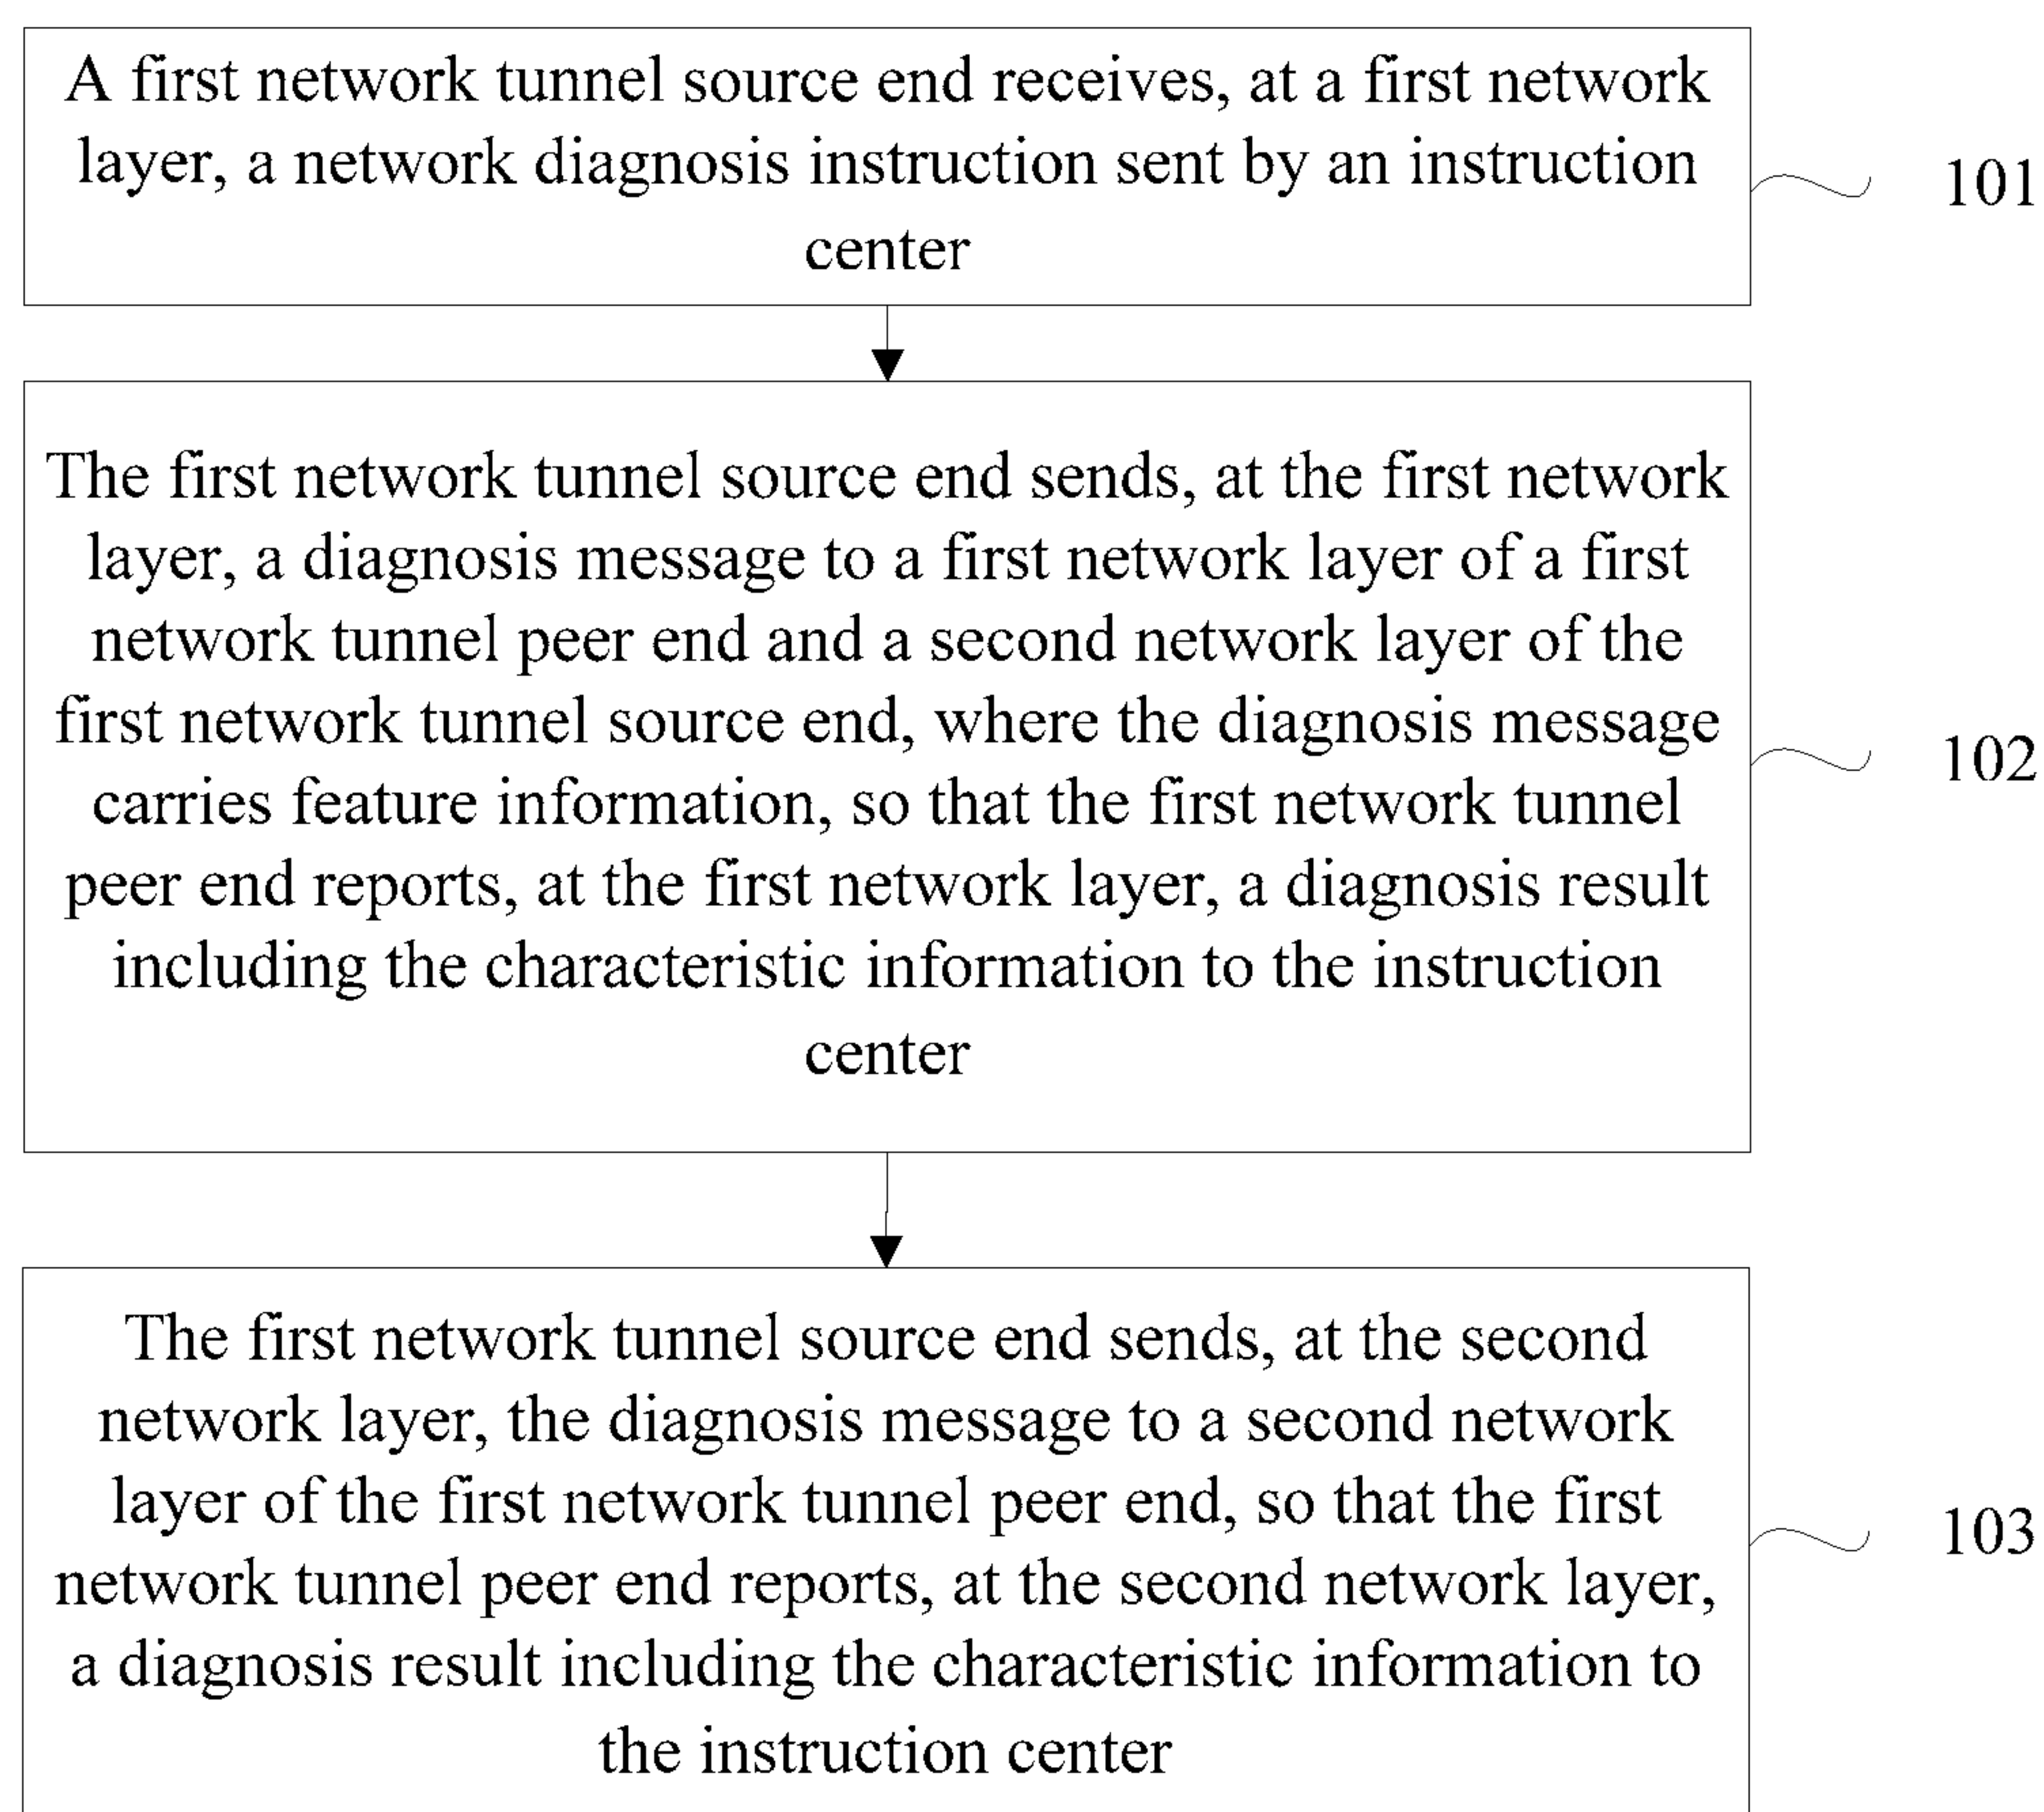 A first network tunnel source end receives, at a first network
layer, a network diagnosis instruction sent by an instruction
center
101
The first network tunnel source end sends, at the first network
layer, a diagnosis message to a first network layer of a first
network tunnel peer end and a second network layer of the
first network tunnel source end, where the diagnosis message
carries feature information, so that the first network tunnel
peer end reports, at the first network layer, a diagnosis result
including the characteristic information to the instruction
center
102
The first network tunnel source end sends, at the second
network layer, the diagnosis message to a second network
layer of the first network tunnel peer end, so that the first
network tunnel peer end reports, at the second network layer,
a diagnosis result including the characteristic information to
the instruction center
103